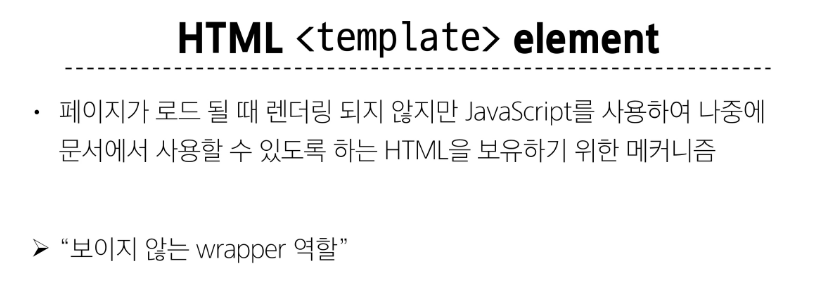 HTML <template> element
• 페이지가 로드 될 때 렌더링 되지 않지만 JavaScript를 사용하여 나중에
문서에서 사용할 수 있도록 하는 HTML을 보유하기 위한 메커니즘
➢ “보이지 않는 wrapper 역할”